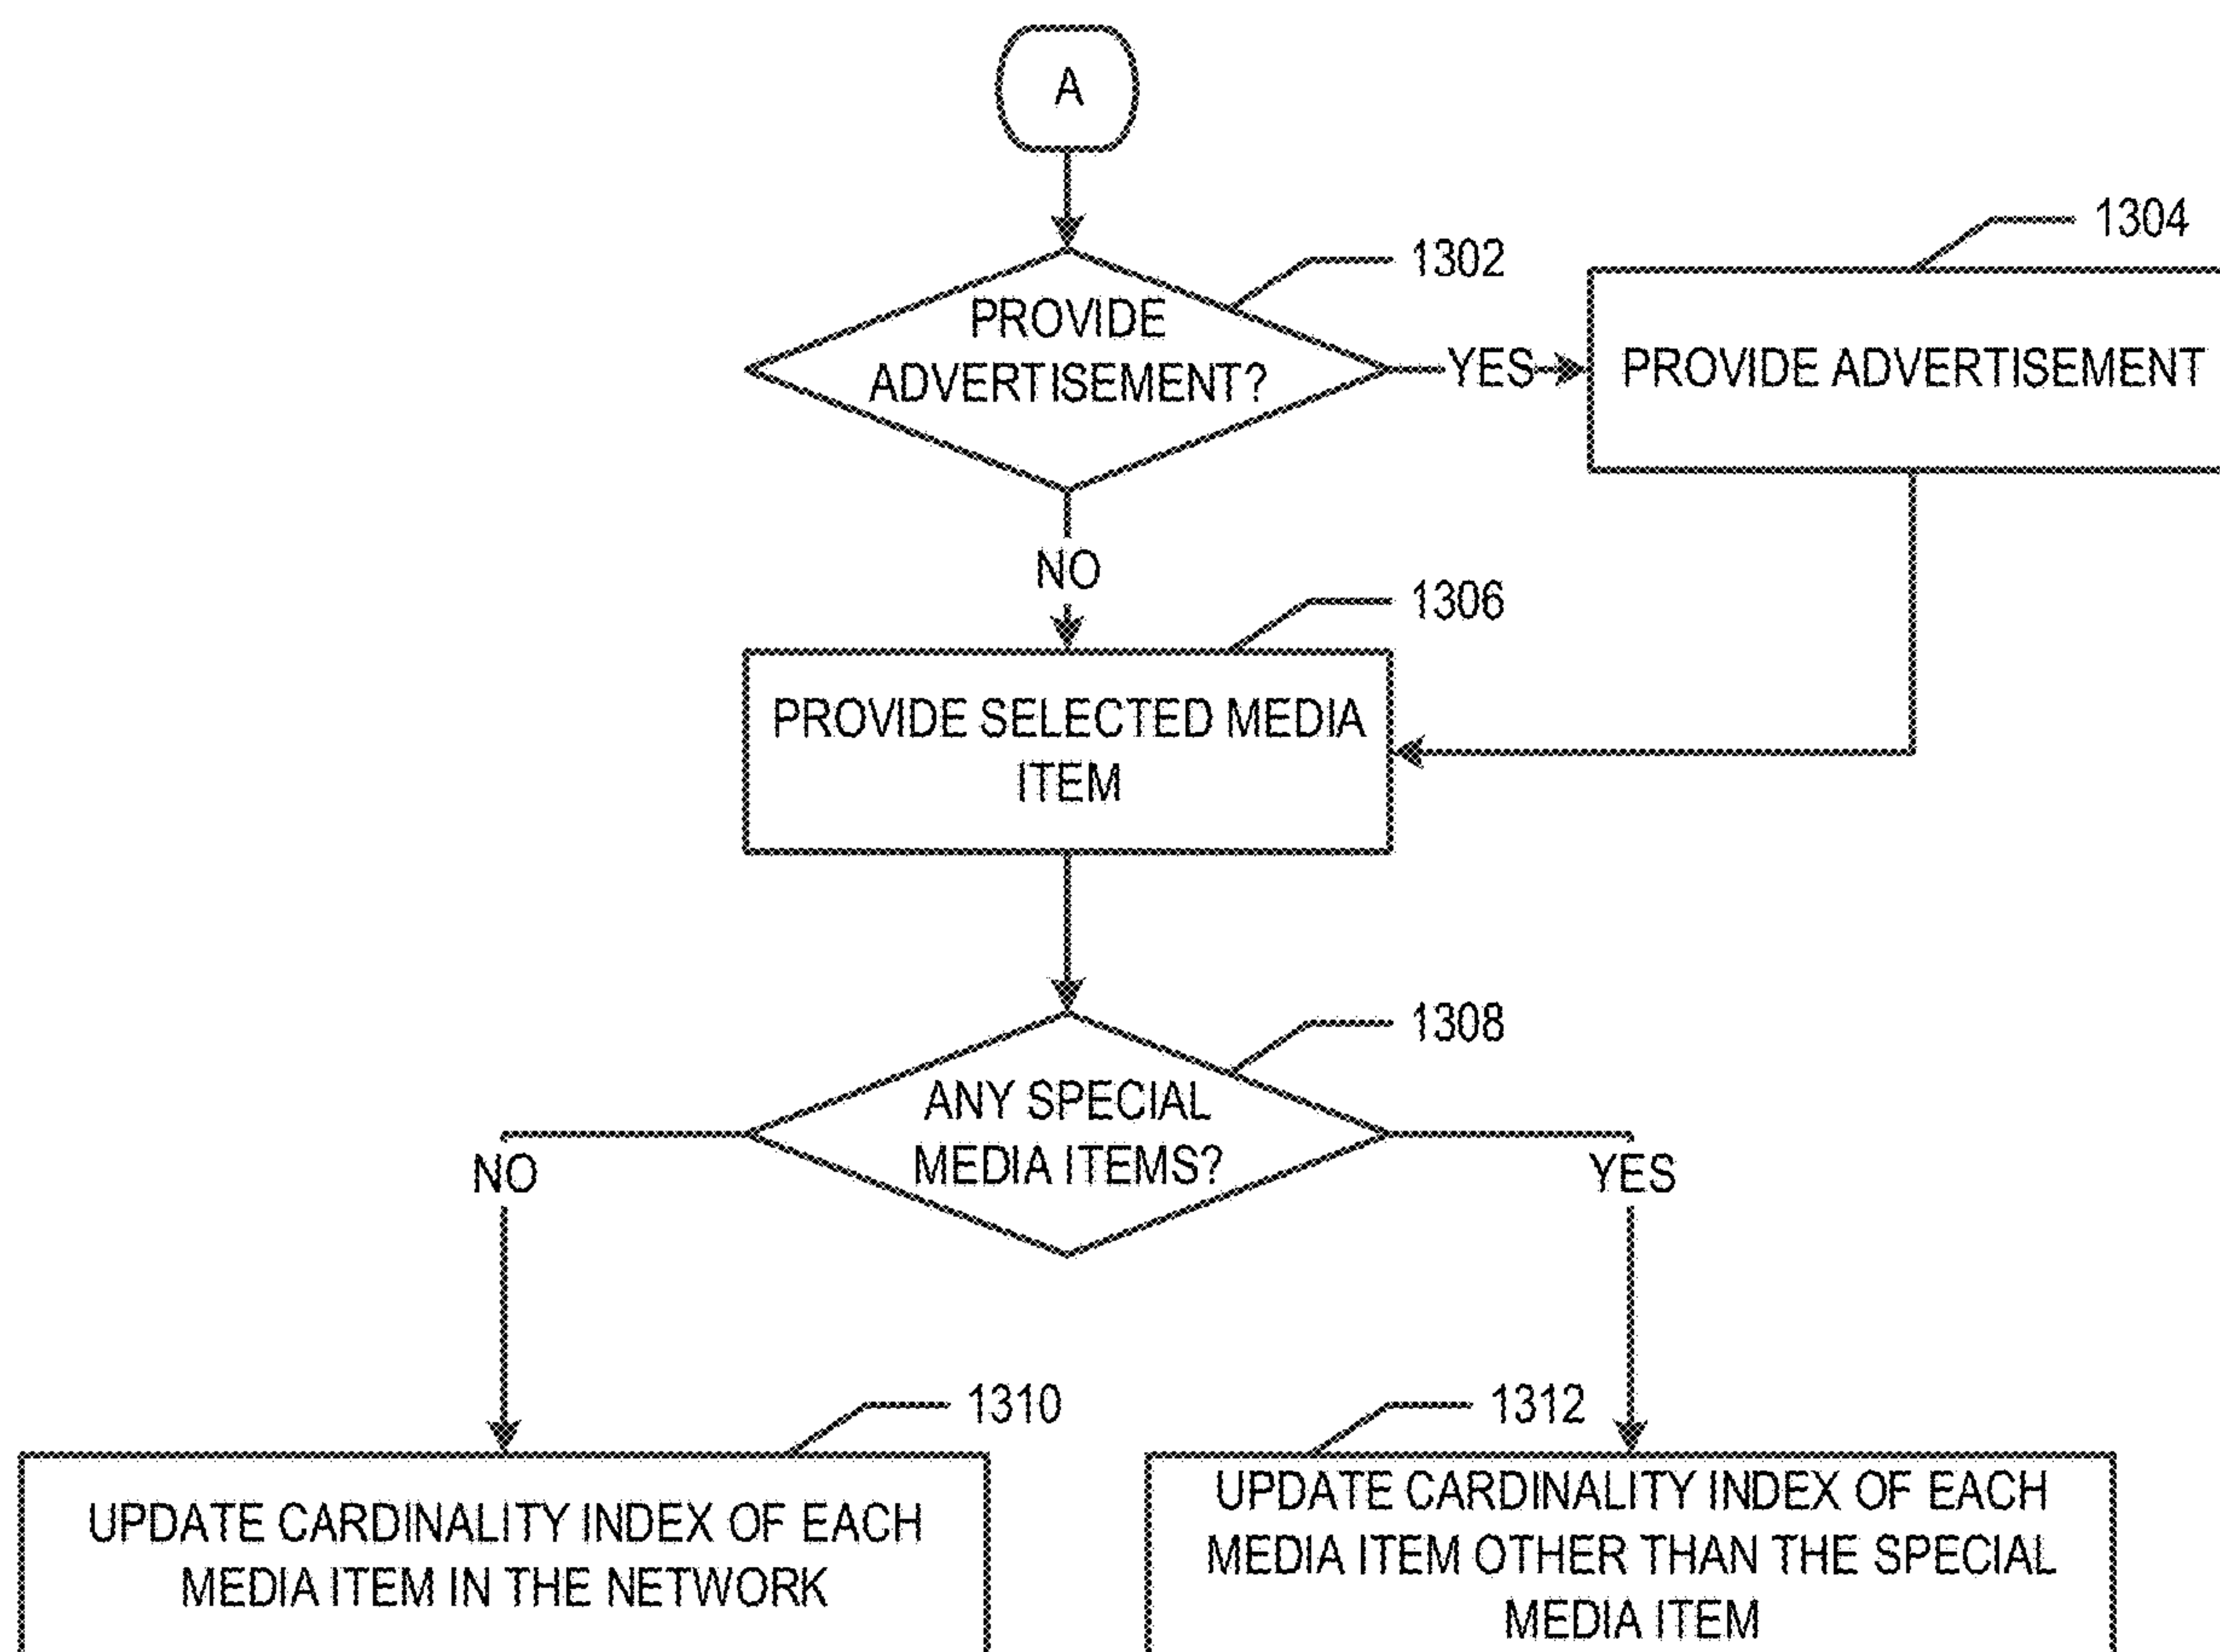 A
1302
PROVIDE
ADVERTISEMENT?
YES
1304
PROVIDE ADVERTISEMENT
NO
1306
PROVIDE SELECTED MEDIA
ITEM
1308
ANY SPECIAL
MEDIA ITEMS?
NO
YES
1310
UPDATE CARDINALITY INDEX OF EACH
MEDIA ITEM IN THE NETWORK
1312
UPDATE CARDINALITY INDEX OF EACH
MEDIA ITEM OTHER THAN THE SPECIAL
MEDIA ITEM